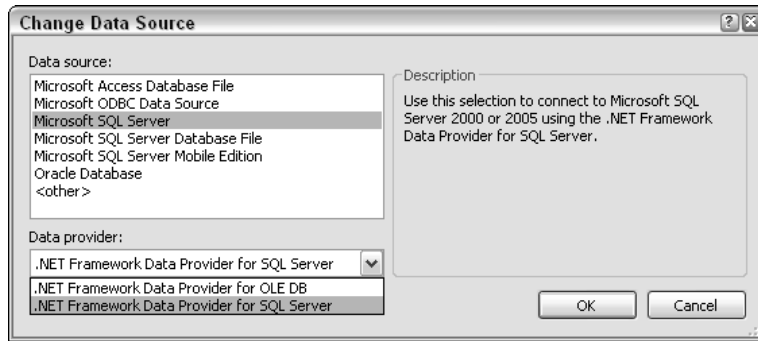 Change Data Source
Data source:
Microsoft Access Database File
Microsoft ODBC Data Source
Microsoft SQL Server
Microsoft SQL Server Database File
Microsoft SQL Server Mobile Edition
Oracle Database
<other>
Description
Use this selection to connect to Microsoft SQL
Server 2000 or 2005 using the .NET Framework
Data Provider for SQL Server.
Data provider:
.NET Framework Data Provider for SQL Server
.NET Framework Data Provider for OLE DB
.NET Framework Data Provider for SQL Server
OK
Cancel